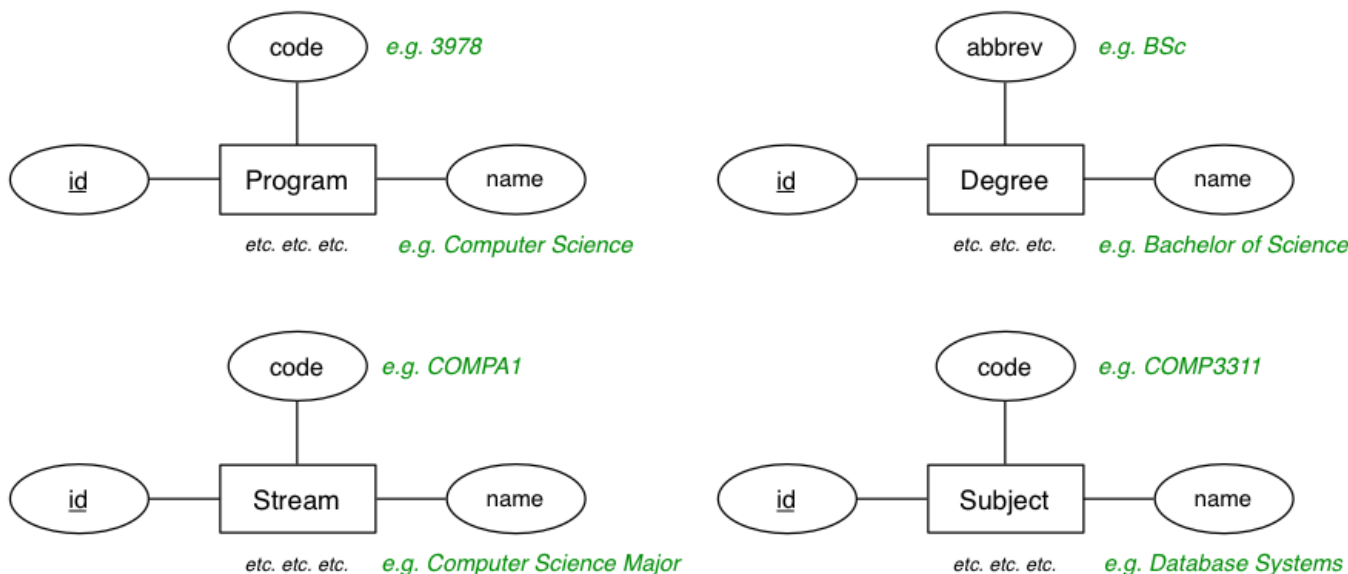 code e.g. 3978
id Program name
etc. etc. etc. e.g. Computer Science
abbrev e.g. BSc
id Degree name
etc. etc. etc. e.g. Bachelor of Science
code e.g. COMPA1
id Stream name
etc. etc. etc. e.g. Computer Science Major
code e.g. COMP3311
id Subject name
etc. etc. etc. e.g. Database Systems